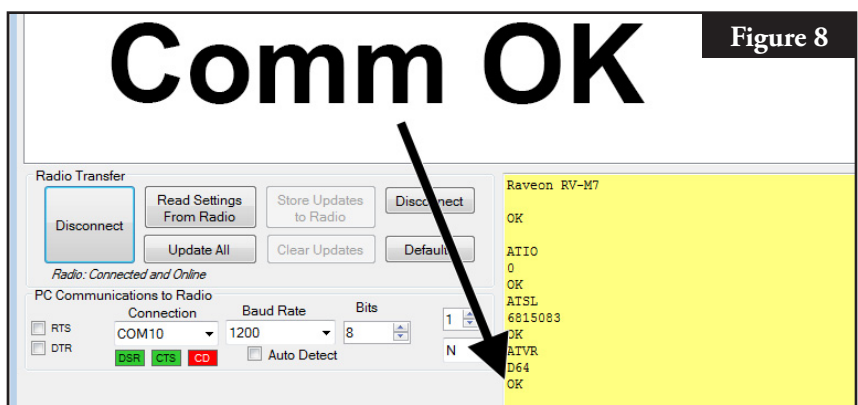 Comm OK
Figure 8
Radio Transfer
Disconnect
Read Settings From Radio
Store Updates to Radio
Disconnect
Update All
Clear Updates
Radio: Connected and Online
PC Communications to Radio
Connection
Baud Rate
Bits
RTS
COM10
1200
8
1
DTR
DSR
CTS
CD
Auto Detect
N
Raveon RV-M7
OK
ATIO
0
OK
ATSL
6815083
OK
ATVR
D64
OK